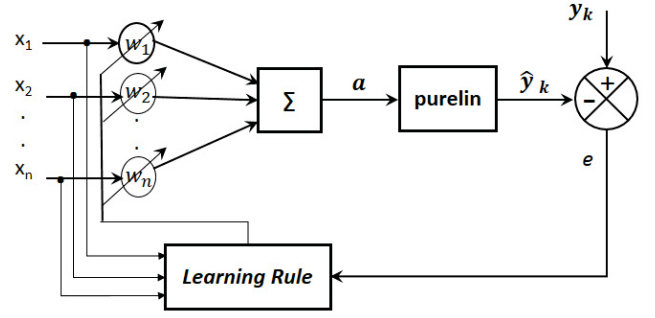 y_k
x_1
w_1
x_2
w_2
Σ
a
purelin
ŷ_k
+
-
.
.
.
.
x_n
w_n
e
Learning Rule